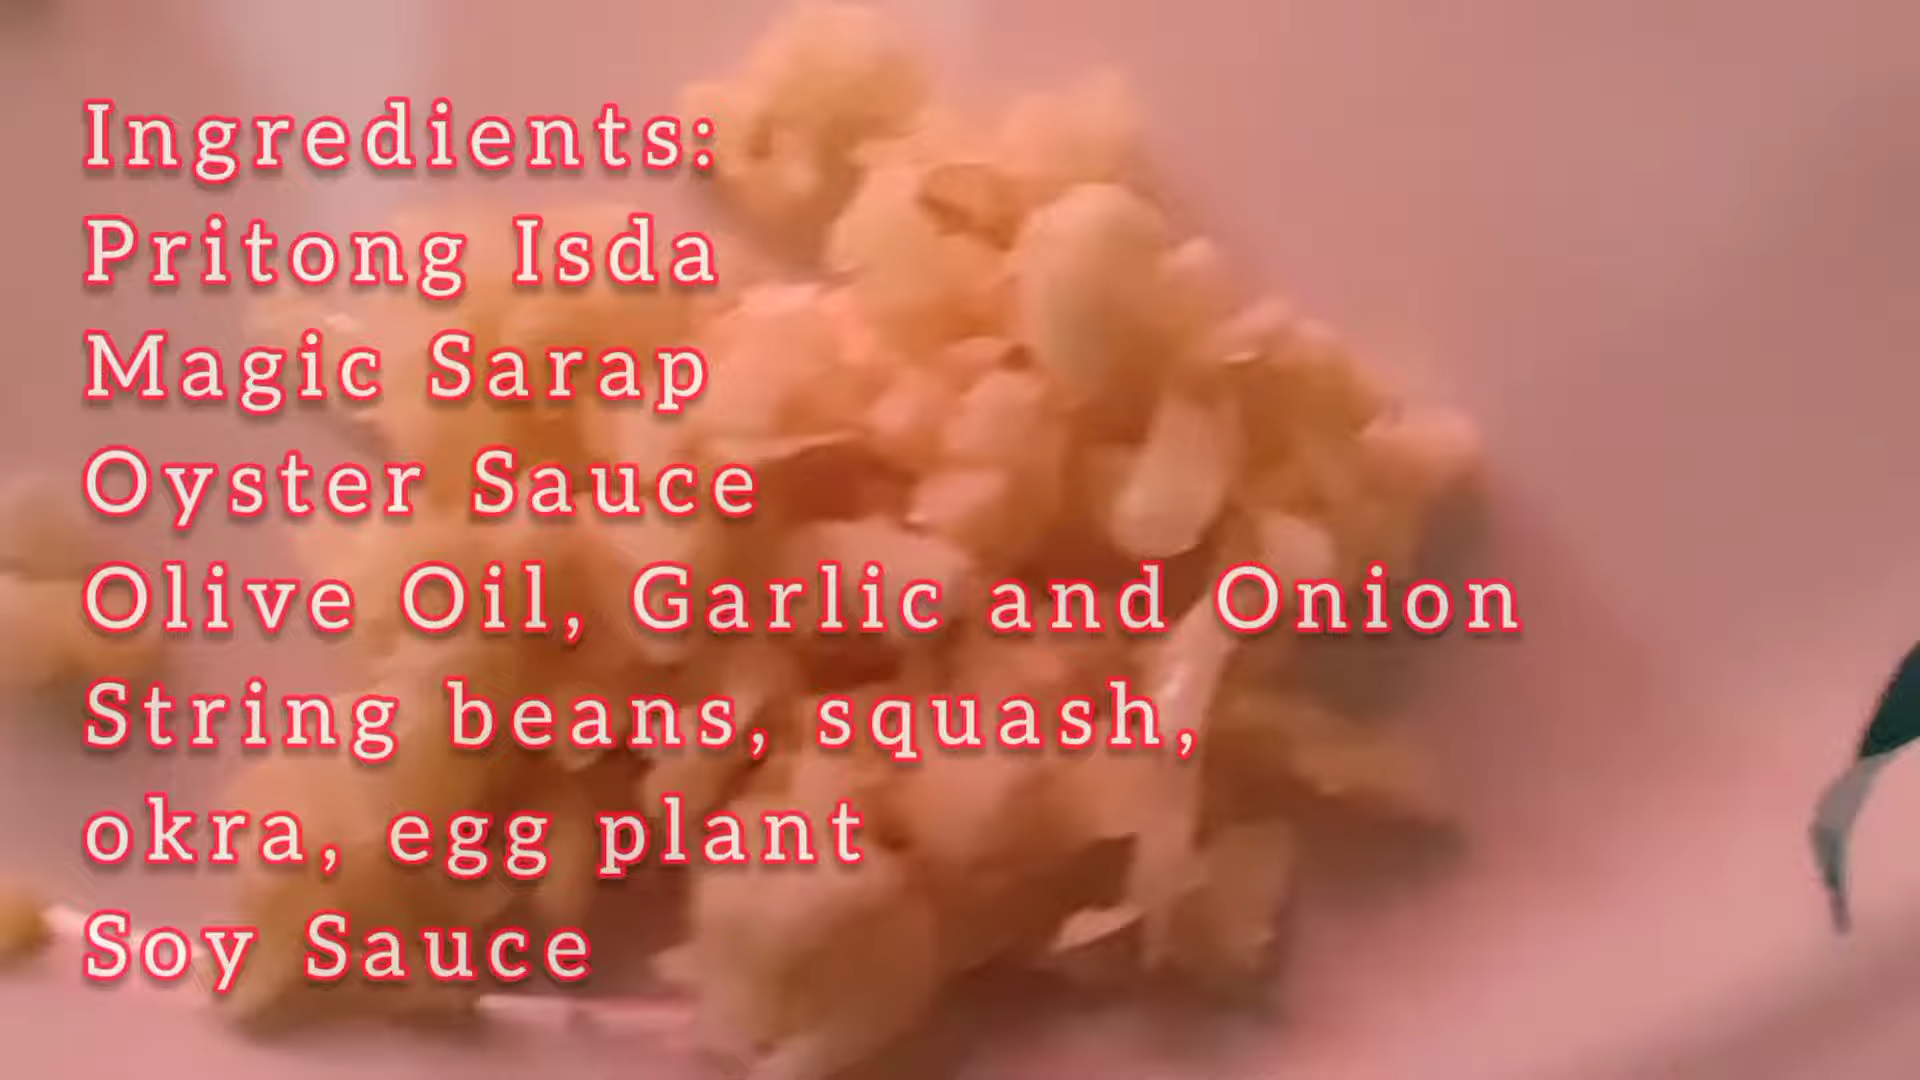 Ingredients:
Pritong Isda
Magic Sarap
Oyster Sauce
Olive Oil, Garlic and Onion
String beans, squash,
okra, egg plant
Soy Sauce